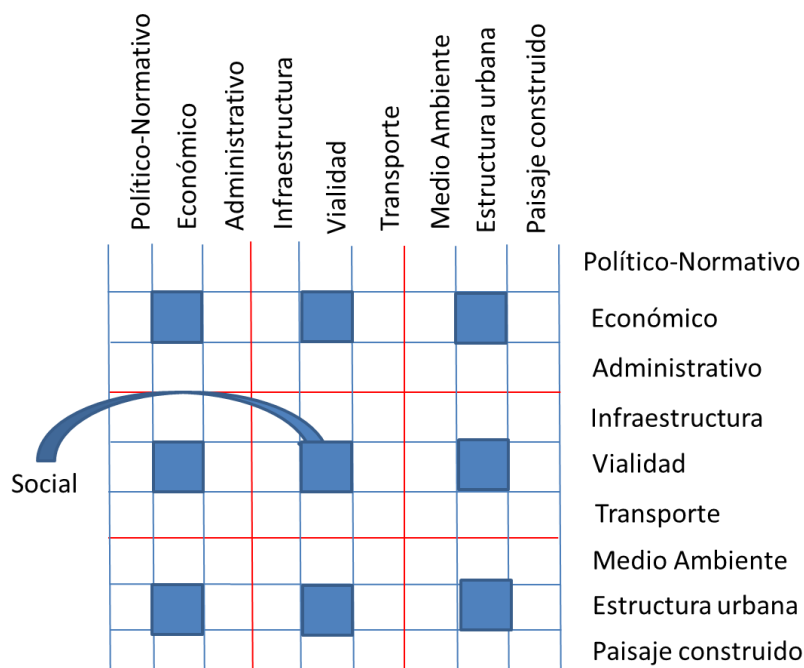 Político-Normativo
Económico
Administrativo
Infraestructura
Vialidad
Transporte
Medio Ambiente
Estructura urbana
Paisaje construido
Político-Normativo
Económico
Administrativo
Infraestructura
Vialidad
Social
Transporte
Medio Ambiente
Estructura urbana
Paisaje construido